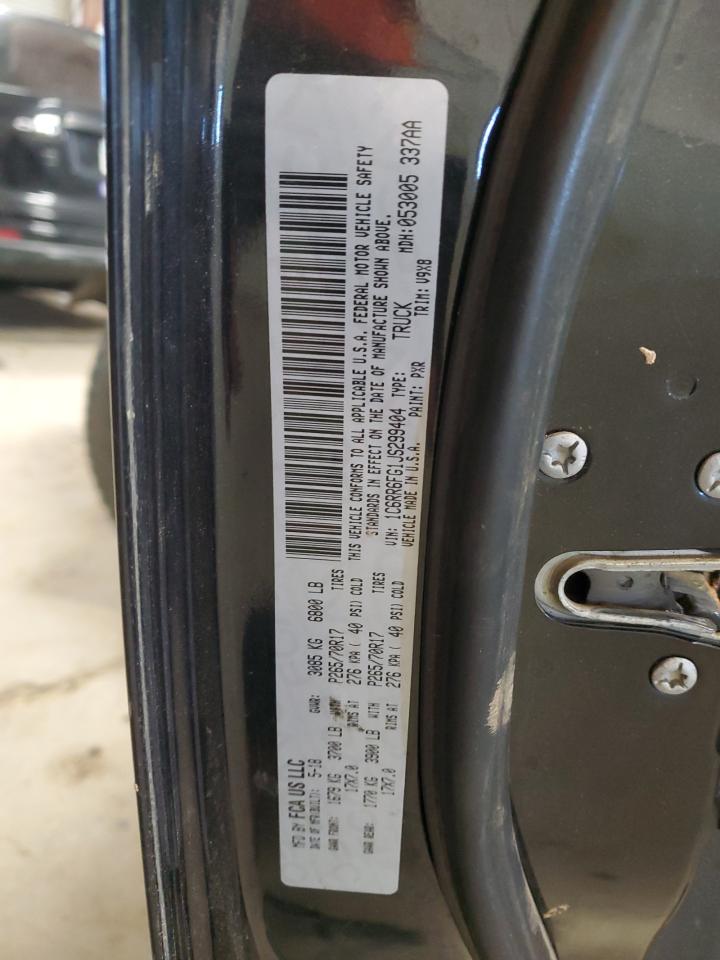 MFD BY FCA US LLC
DATE OF MFR(BUILT): 5-18 GVWR: 3085 KG 6800 LB
GAWR FRONT: 1679 KG 3700 LB WITH P265/70R17 TIRES
17X7.0 RIMS AT 276 KPA ( 40 PSI) COLD
GAWR REAR: 1770 KG 3900 LB WITH P265/70R17 TIRES
17X7.0 RIMS AT 276 KPA ( 40 PSI) COLD
THIS VEHICLE CONFORMS TO ALL APPLICABLE U.S.A. FEDERAL MOTOR VEHICLE SAFETY
STANDARDS IN EFFECT ON THE DATE OF MANUFACTURE SHOWN ABOVE.
VIN: 1C6RR6FG1JS299404 TYPE: TRUCK MDH:053005 337AA
VEHICLE MADE IN U.S.A. PAINT: PXR TRIM: V9X8